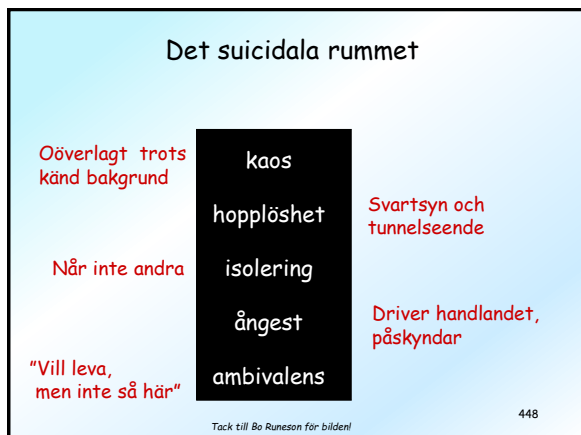 Det suicidala rummet
Oöverlagt trots
känd bakgrund
kaos
hopplöshet
Svartsyn och
tunnelseende
Når inte andra
isolering
ångest
Driver handlandet,
påskyndar
"Vill leva,
men inte så här"
ambivalens
Tack till Bo Runeson för bilden!
448